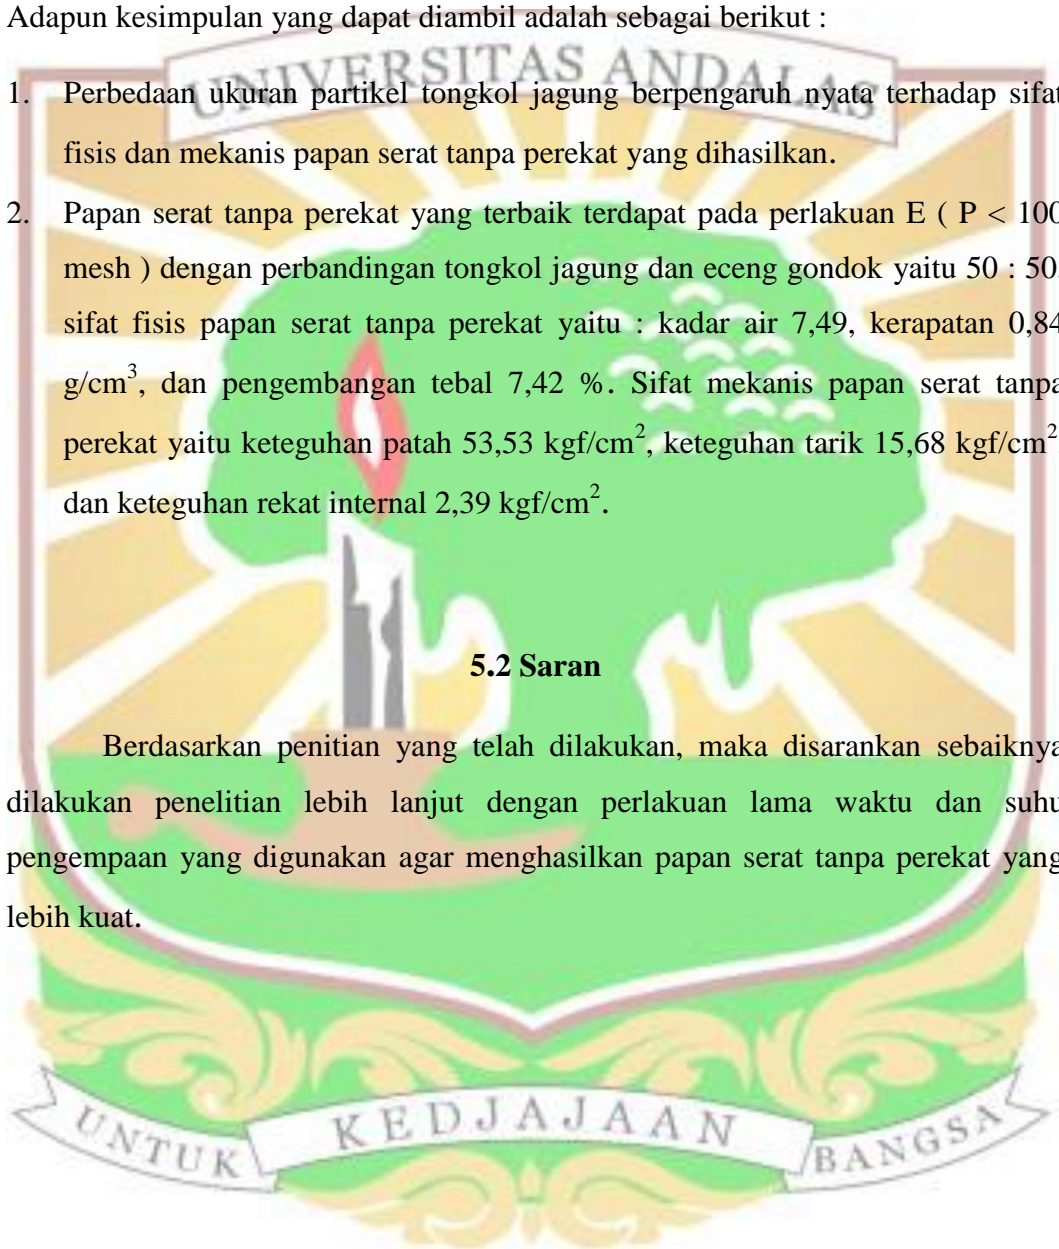 Adapun kesimpulan yang dapat diambil adalah sebagai berikut :
UNIVERSITAS ANDALAS
1. Perbedaan ukuran partikel tongkol jagung berpengaruh nyata terhadap sifat
fisis dan mekanis papan serat tanpa perekat yang dihasilkan.
2. Papan serat tanpa perekat yang terbaik terdapat pada perlakuan E ( P < 100
mesh ) dengan perbandingan tongkol jagung dan eceng gondok yaitu 50 : 50
sifat fisis papan serat tanpa perekat yaitu : kadar air 7,49, kerapatan 0,84
g/cm³, dan pengembangan tebal 7,42 %. Sifat mekanis papan serat tanpa
perekat yaitu keteguhan patah 53,53 kgf/cm², keteguhan tarik 15,68 kgf/cm²
dan keteguhan rekat internal 2,39 kgf/cm².
5.2 Saran
Berdasarkan penitian yang telah dilakukan, maka disarankan sebaiknya
dilakukan penelitian lebih lanjut dengan perlakuan lama waktu dan suhu
pengempaan yang digunakan agar menghasilkan papan serat tanpa perekat yang
lebih kuat.
UNTUK KEDJAJAAN BANGSA